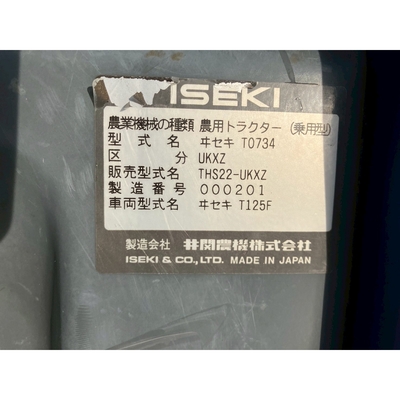 ISEKI
農業機械の種類 農用トラクター (乗用型)
型式名 ヰセキ T0734
区分 UKXZ
販売型式名 THS22-UKXZ
製造番号 000201
車両型式名 ヰセキ T125F
製造会社 井関農機株式会社
ISEKI & CO., LTD. MADE IN JAPAN